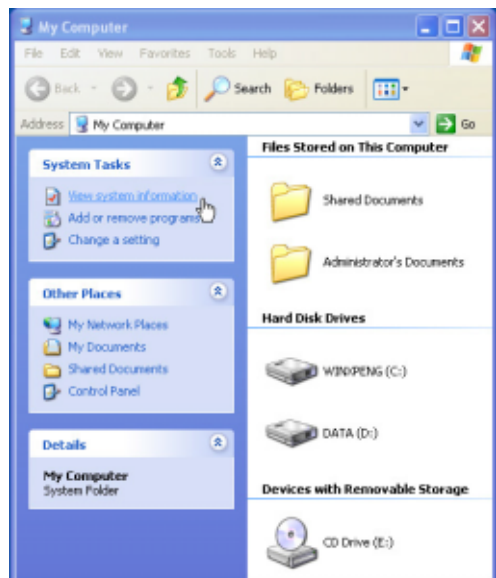 My Computer
File Edit View Favorites Tools Help
Back Search Folders
Address My Computer Go
System Tasks
View system information
Add or remove programs
Change a setting
Other Places
My Network Places
My Documents
Shared Documents
Control Panel
Details
My Computer
System Folder
Files Stored on This Computer
Shared Documents
Administrator's Documents
Hard Disk Drives
WINXPENG (C:)
DATA (D:)
Devices with Removable Storage
CD Drive (E:)